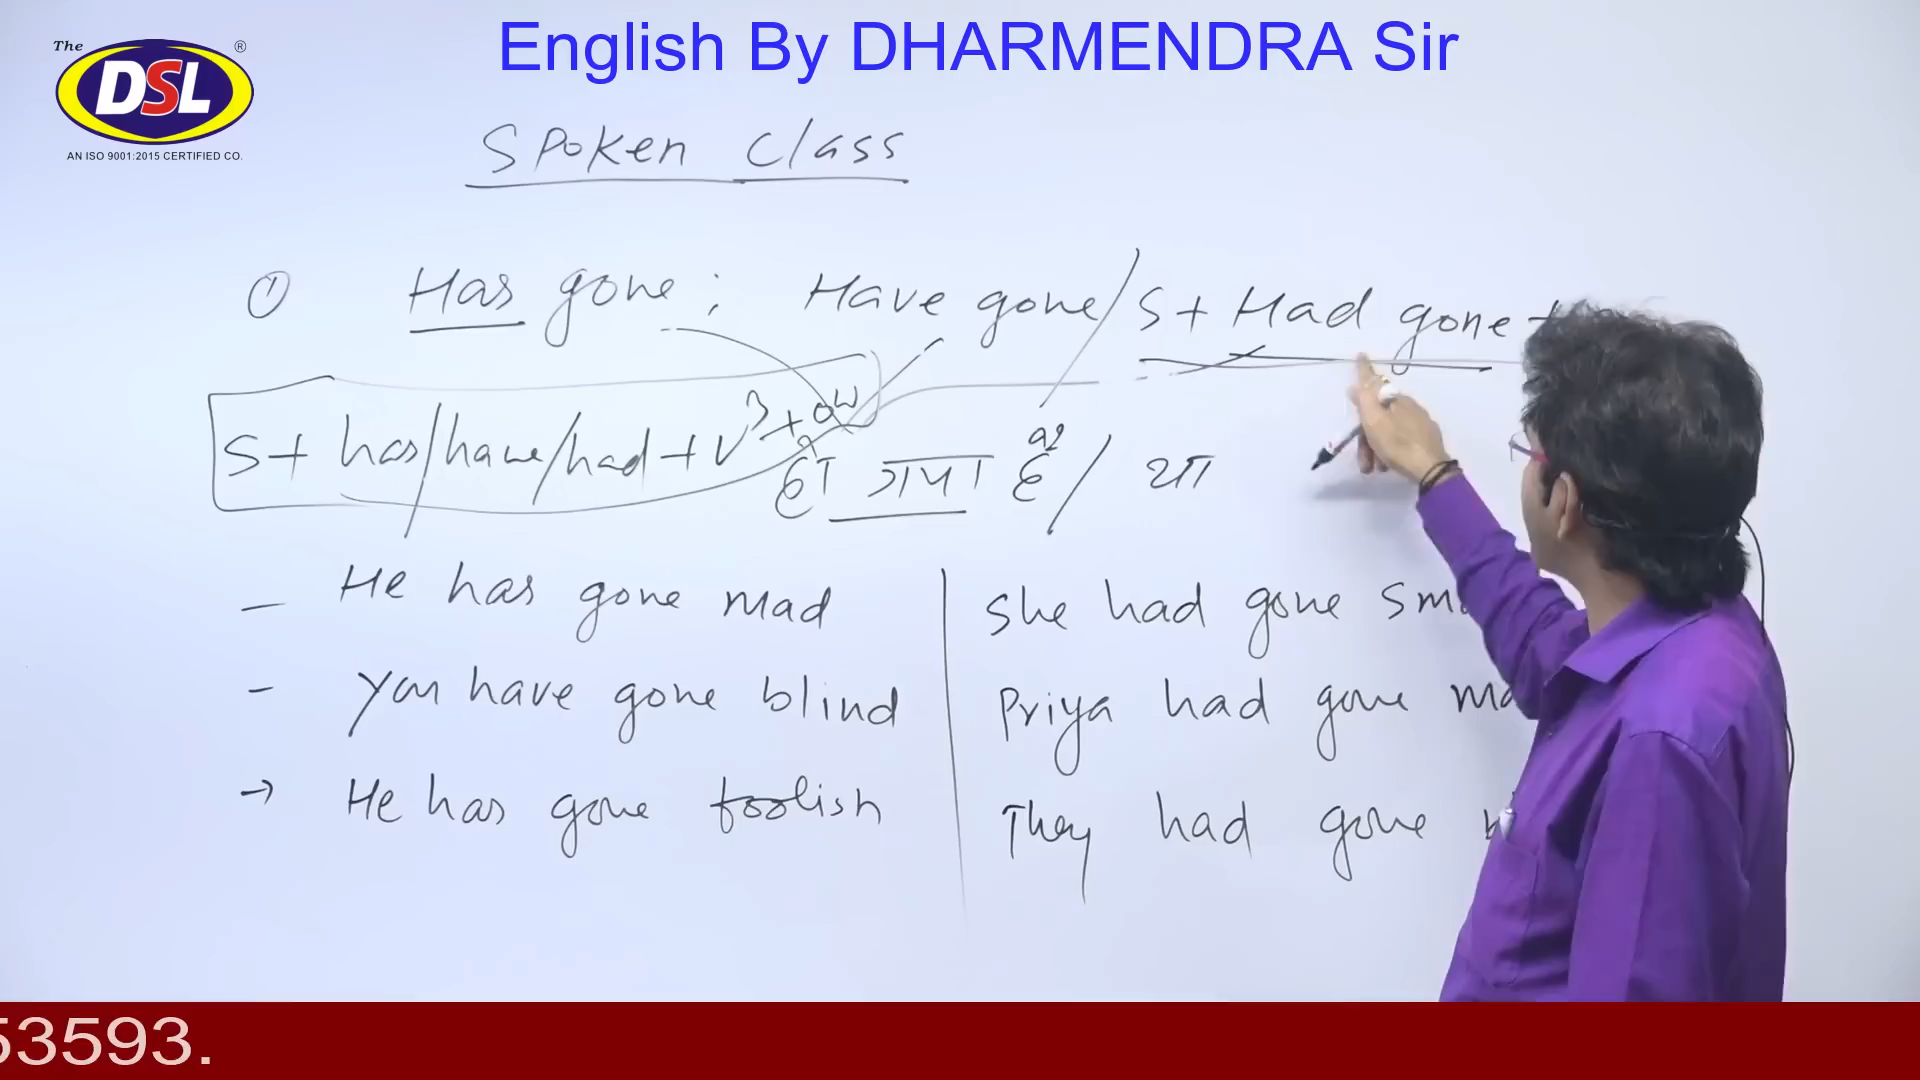 English By DHARMENDRA Sir
The
®
DSL
AN ISO 9001:2015 CERTIFIED CO.
Spoken Class
① Has gone ; Have gone / S + Had gone +
S + has/have/had + V3 + ow
हो गया है / था
– He has gone mad
– You have gone blind
→ He has gone foolish
She had gone
Priya had gone
They had gone
53593.